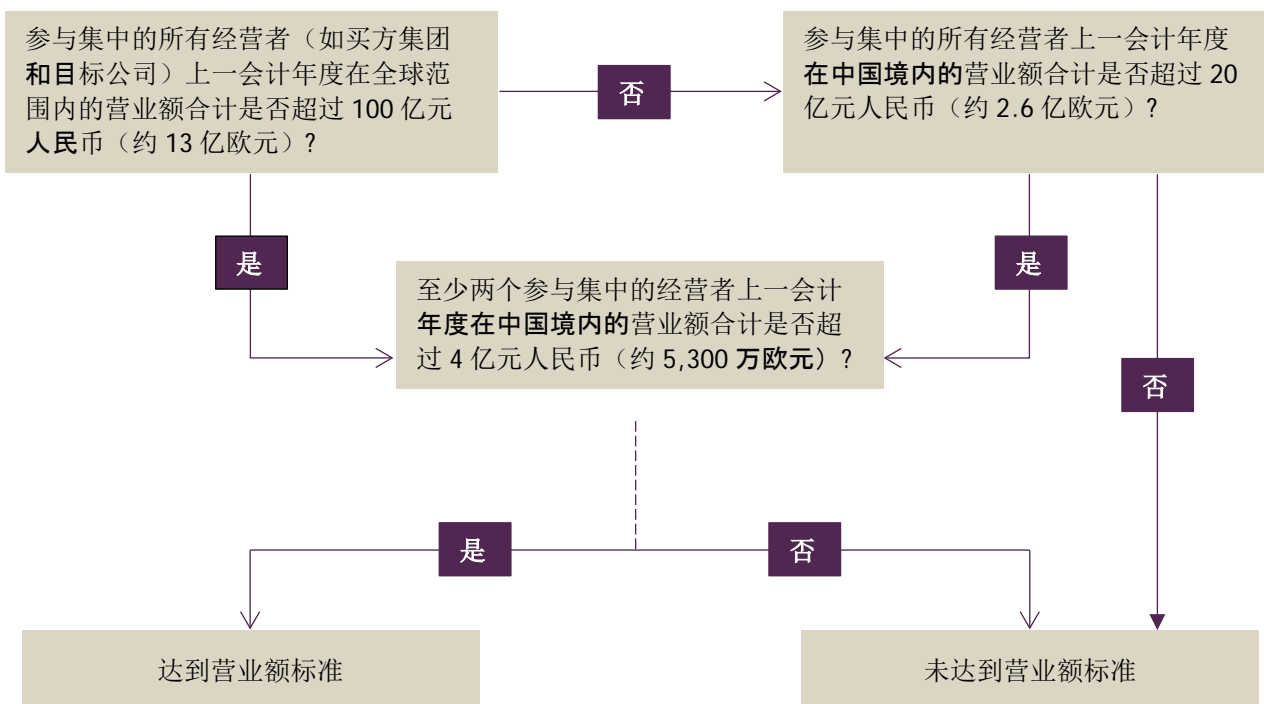 参与集中的所有经营者（如买方集团
和目标公司）上一会计年度在全球范
围内的营业额合计是否超过 100 亿元
人民币（约 13 亿欧元）?
否
参与集中的所有经营者上一会计年度
在中国境内的营业额合计是否超过 20
亿元人民币（约 2.6 亿欧元）?
是
是
至少两个参与集中的经营者上一会计
年度在中国境内的营业额合计是否超
过 4 亿元人民币（约 5,300 万欧元）?
否
是
否
达到营业额标准
未达到营业额标准